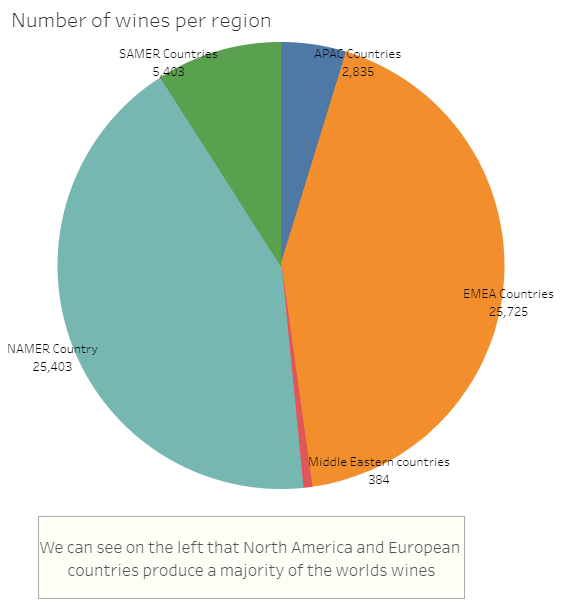 Number of wines per region
SAMER Countries
5,403
APAC Countries
2,835
EMEA Countries
25,725
NAMER Country
25,403
Middle Eastern countries
384
We can see on the left that North America and European
countries produce a majority of the worlds wines